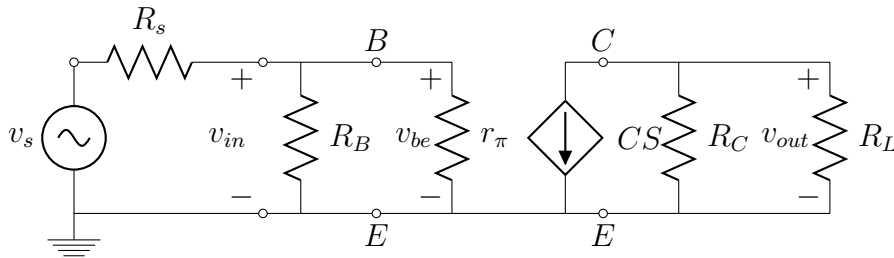 R_s
B
C
+ + +
v_s v_in R_B v_be r_π CS R_C v_out R_L
− − −
E E